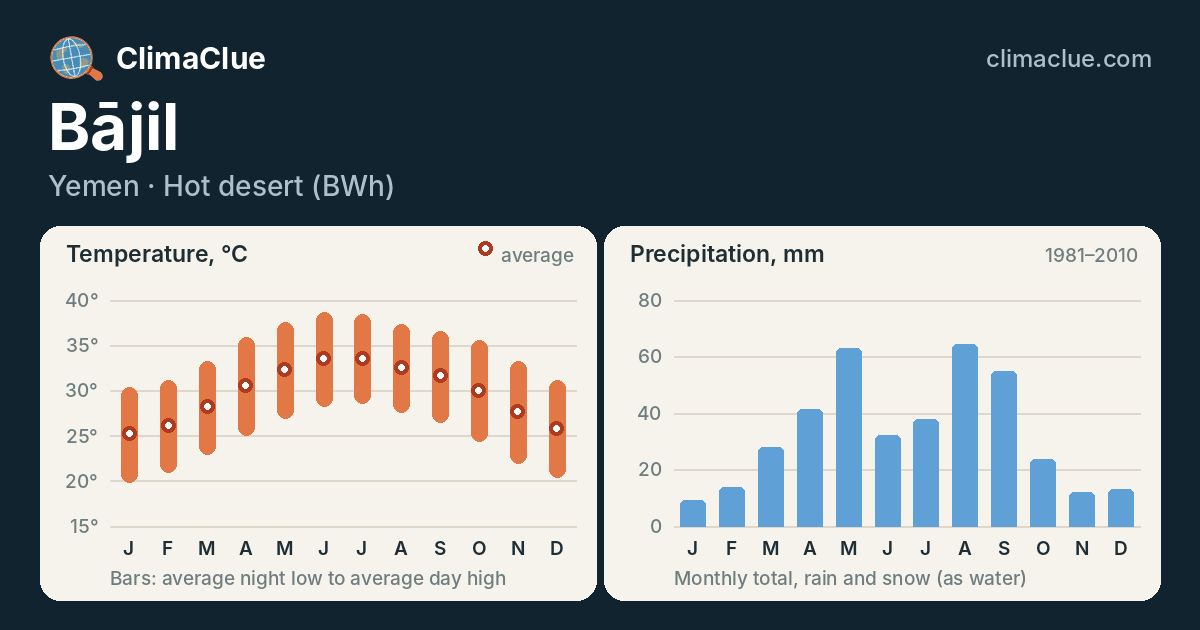 ClimaClue
climaclue.com
Bājil
Yemen · Hot desert (BWh)
Temperature, °C
average
40°
35°
30°
25°
20°
15°
J F M A M J J A S O N D
Bars: average night low to average day high
Precipitation, mm
1981–2010
80
60
40
20
0
J F M A M J J A S O N D
Monthly total, rain and snow (as water)